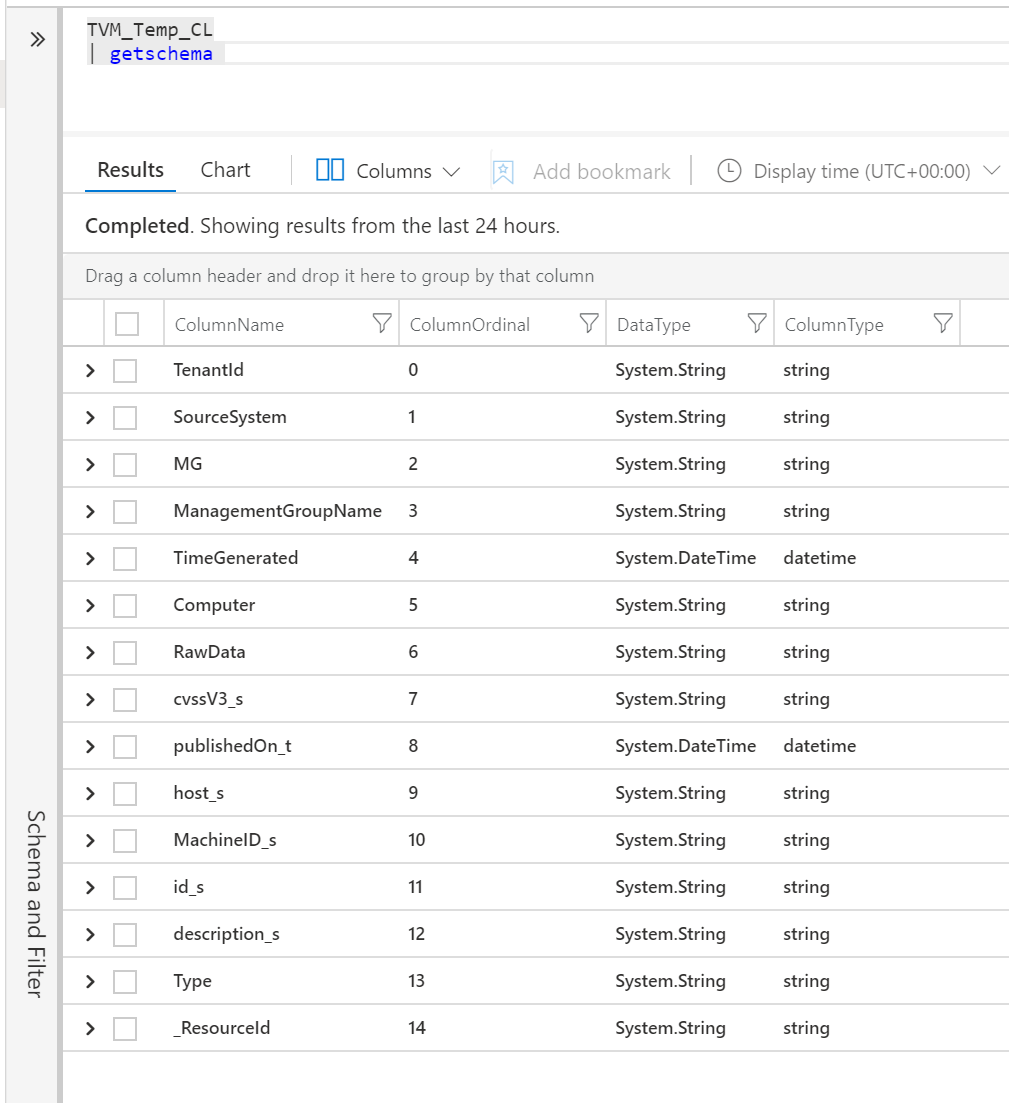 TVM_Temp_CL
| getschema
Results Chart Columns Add bookmark Display time (UTC+00:00)
Completed. Showing results from the last 24 hours.
Drag a column header and drop it here to group by that column
ColumnName ColumnOrdinal DataType ColumnType
TenantId 0 System.String string
SourceSystem 1 System.String string
MG 2 System.String string
ManagementGroupName 3 System.String string
TimeGenerated 4 System.DateTime datetime
Computer 5 System.String string
RawData 6 System.String string
cvssV3_s 7 System.String string
publishedOn_t 8 System.DateTime datetime
host_s 9 System.String string
MachineID_s 10 System.String string
id_s 11 System.String string
description_s 12 System.String string
Type 13 System.String string
_ResourceId 14 System.String string
Schema and Filter